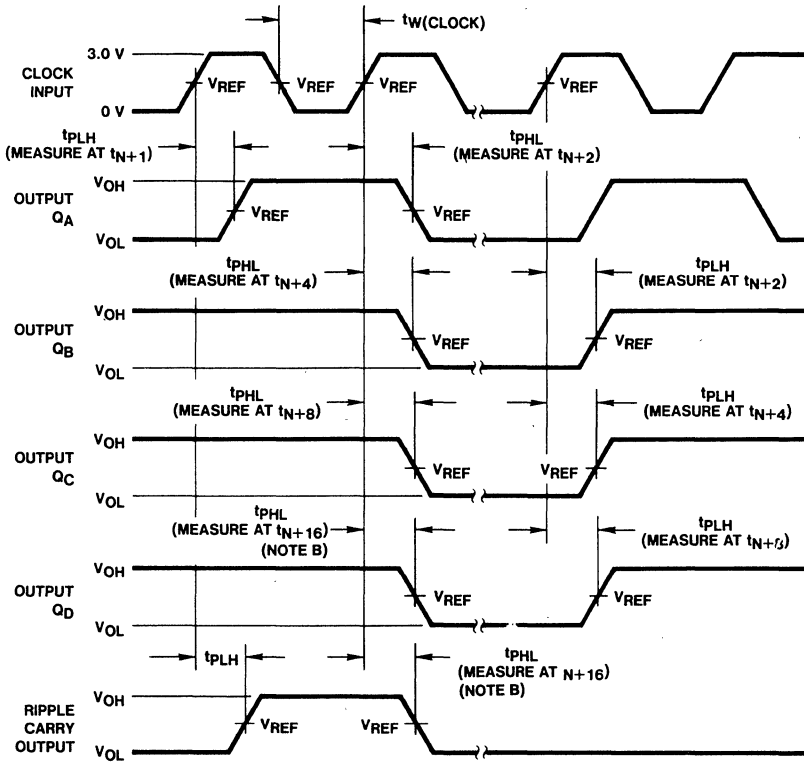 tW(CLOCK)
3.0 V
CLOCK
INPUT
VREF
VREF
VREF
VREF
0 V
tPLH
(MEASURE AT tN+1)
tPHL
(MEASURE AT tN+2)
VOH
OUTPUT
QA
VREF
VREF
VOL
tPHL
(MEASURE AT tN+4)
tPLH
(MEASURE AT tN+2)
VOH
OUTPUT
QB
VREF
VREF
VOL
tPHL
(MEASURE AT tN+8)
tPLH
(MEASURE AT tN+4)
VOH
OUTPUT
QC
VREF
VREF
VOL
tPHL
(MEASURE AT tN+16)
(NOTE B)
tPLH
(MEASURE AT tN+8)
VOH
OUTPUT
QD
VREF
VREF
VOL
tPLH
tPHL
(MEASURE AT N+16)
(NOTE B)
VOH
RIPPLE
CARRY
OUTPUT
VREF
VREF
VOL